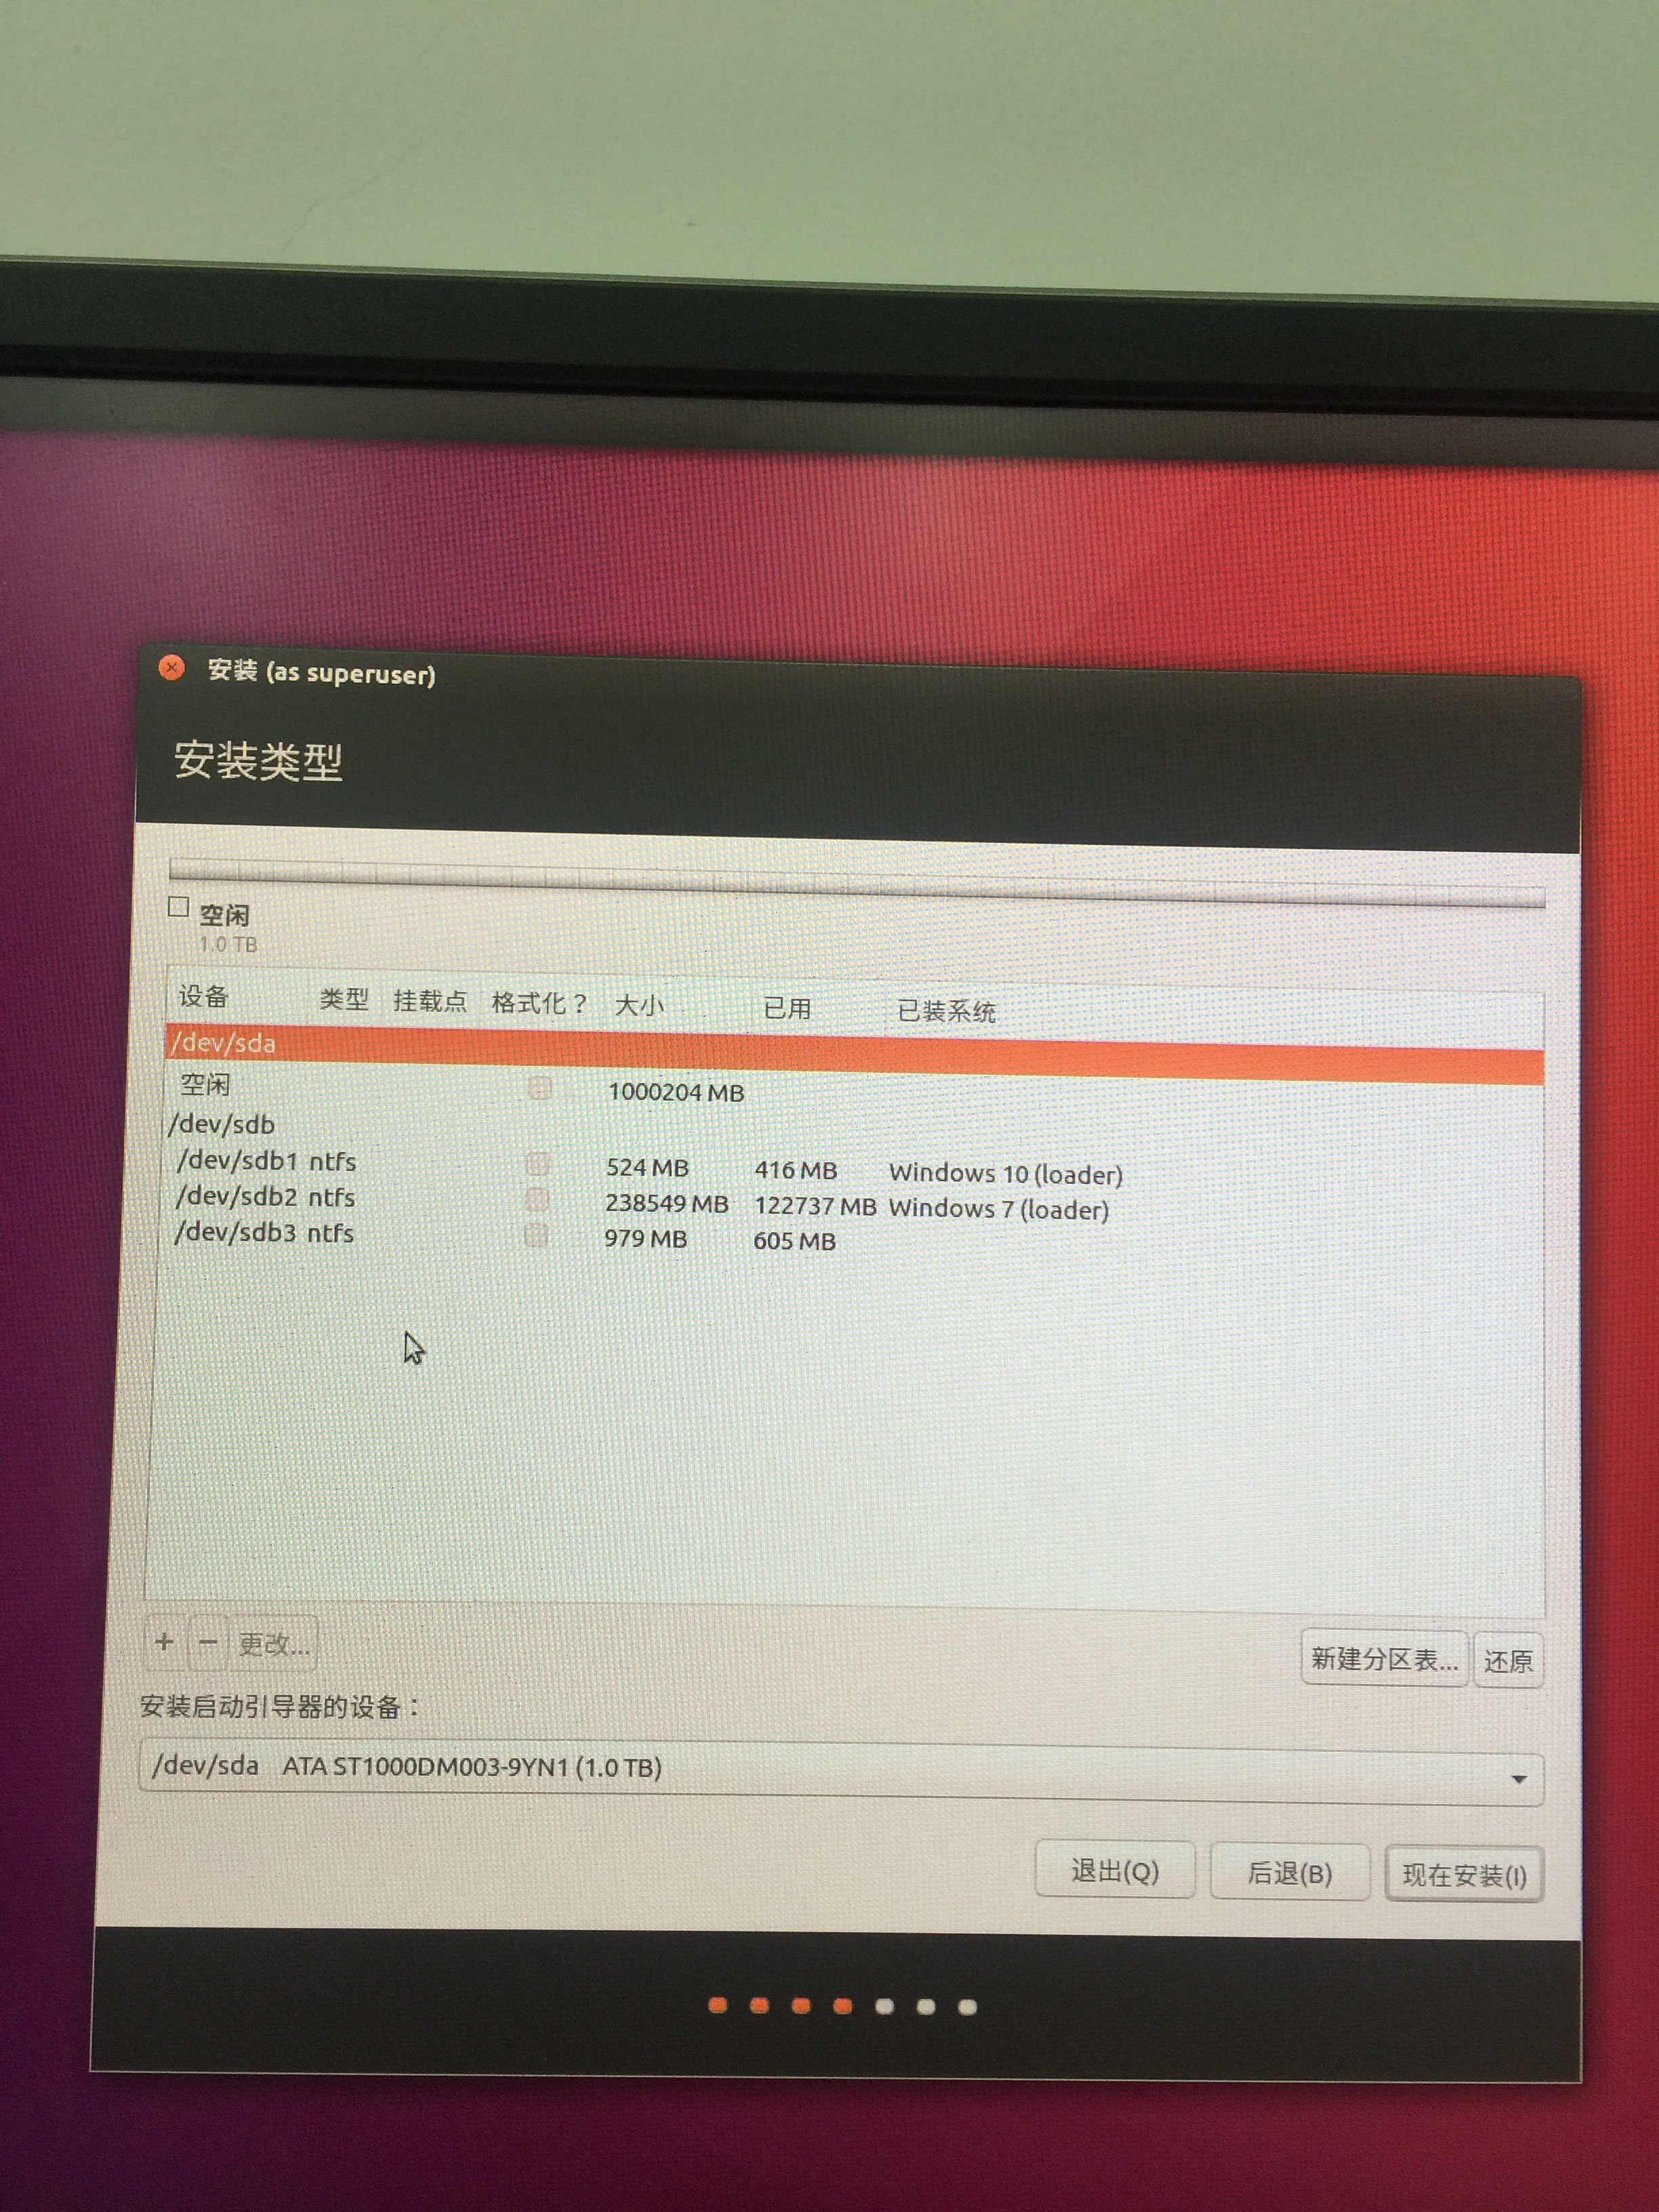 安装 (as superuser)
安装类型
空闲
1.0 TB
设备 类型 挂载点 格式化？ 大小 已用 已装系统
/dev/sda
空闲 1000204 MB
/dev/sdb
/dev/sdb1 ntfs 524 MB 416 MB Windows 10 (loader)
/dev/sdb2 ntfs 238549 MB 122737 MB Windows 7 (loader)
/dev/sdb3 ntfs 979 MB 605 MB
+ − 更改... 新建分区表... 还原
安装启动引导器的设备：
/dev/sda ATA ST1000DM003-9YN1 (1.0 TB)
退出(Q) 后退(B) 现在安装(I)